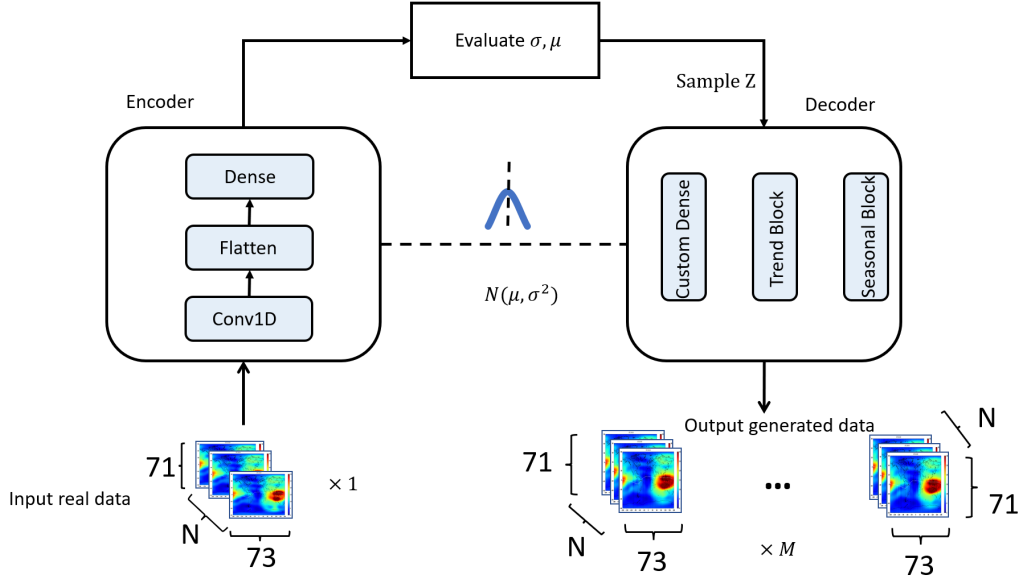 Evaluate σ, μ
Sample Z
Encoder
Decoder
Dense
Flatten
Conv1D
N(μ, σ²)
Custom Dense
Trend Block
Seasonal Block
Input real data
71
N
73
× 1
Output generated data
71
N
73
...
× M
N
71
73